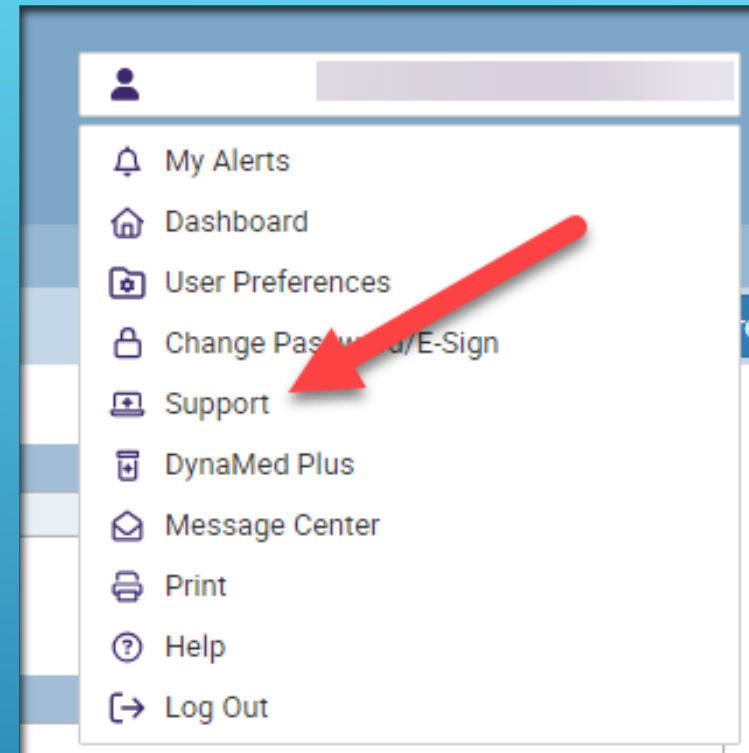 My Alerts
Dashboard
User Preferences
Change Password/E-Sign
Support
DynaMed Plus
Message Center
Print
Help
Log Out